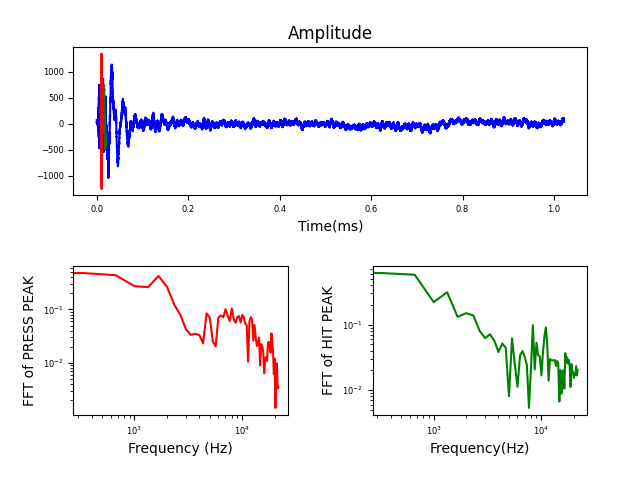 Amplitude
1000
500
0
−500
−1000
0.0 0.2 0.4 0.6 0.8 1.0
Time(ms)
FFT of PRESS PEAK
10⁻¹
10⁻²
10³ 10⁴
Frequency (Hz)
FFT of HIT PEAK
10⁻¹
10⁻²
10³ 10⁴
Frequency(Hz)